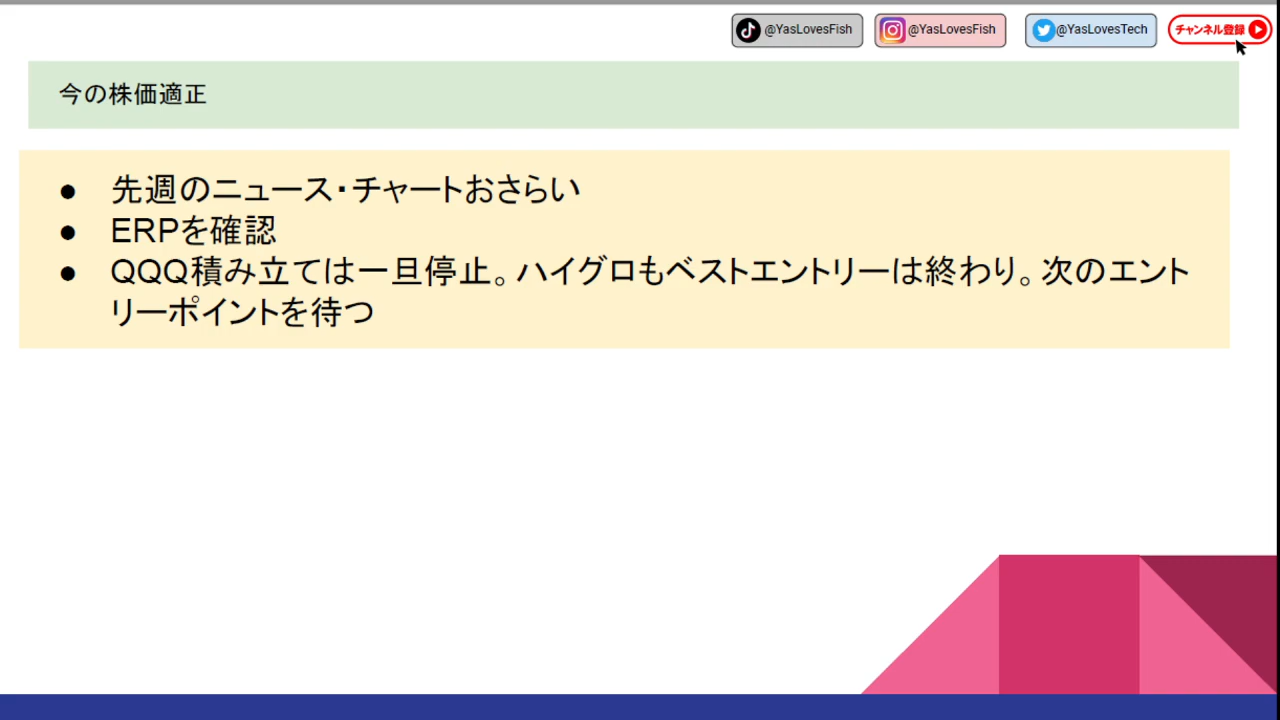 @YasLovesFish @YasLovesFish @YasLovesTech チャンネル登録
今の株価適正
● 先週のニュース・チャートおさらい
● ERPを確認
● QQQ積み立ては一旦停止。ハイグロもベストエントリーは終わり。次のエント
リーポイントを待つ